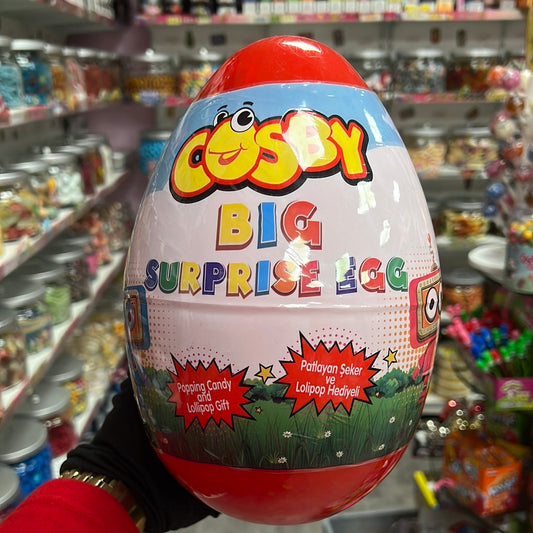 COSBY
BIG
SURPRISE EGG
Popping Candy
and
Lollipop Gift
Patlayan Şeker
ve
Lolipop Hediyeli